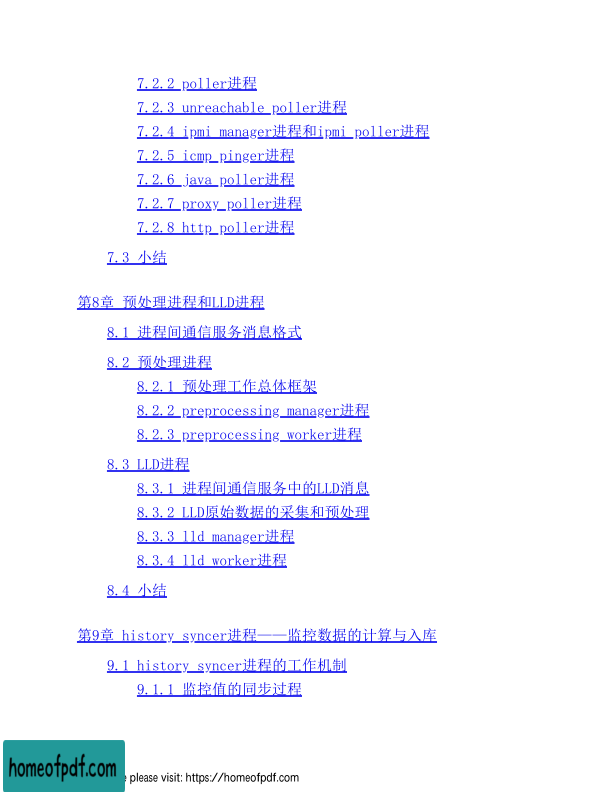 7.2.2 poller进程
7.2.3 unreachable poller进程
7.2.4 ipmi manager进程和ipmi poller进程
7.2.5 icmp pinger进程
7.2.6 java poller进程
7.2.7 proxy poller进程
7.2.8 http poller进程
7.3 小结
第8章 预处理进程和LLD进程
8.1 进程间通信服务消息格式
8.2 预处理进程
8.2.1 预处理工作总体框架
8.2.2 preprocessing manager进程
8.2.3 preprocessing worker进程
8.3 LLD进程
8.3.1 进程间通信服务中的LLD消息
8.3.2 LLD原始数据的采集和预处理
8.3.3 lld manager进程
8.3.4 lld worker进程
8.4 小结
第9章 history syncer进程——监控数据的计算与入库
9.1 history syncer进程的工作机制
9.1.1 监控值的同步过程
homeofpdf.com
please visit: https://homeofpdf.com